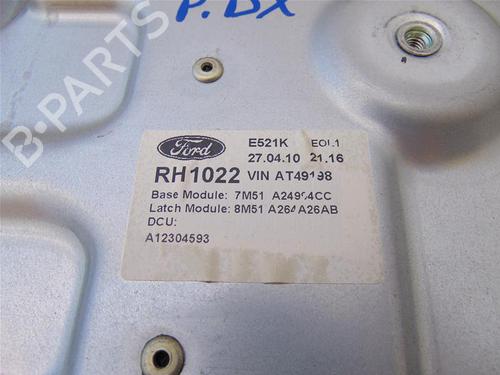 P.DX
Ford
E521K EOL1
27.04.10 21.16
RH1022 VIN AT49198
Base Module: 7M51 A24994CC
Latch Module: 8M51 A264A26AB
DCU:
A12304593
B-Parts